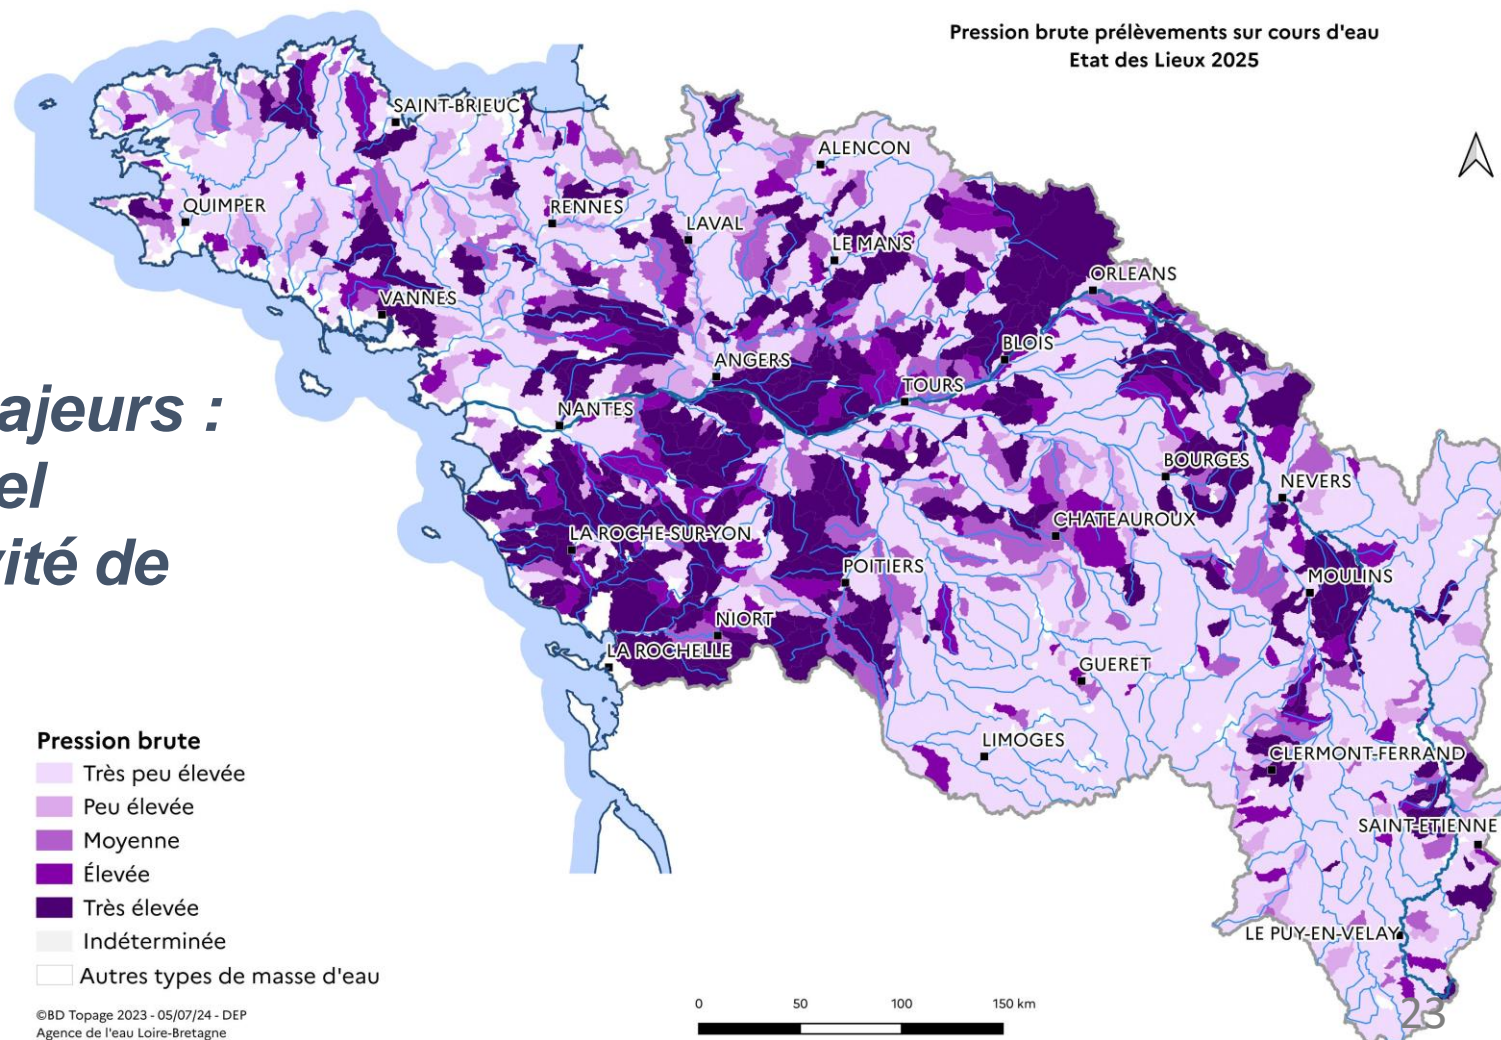 Pression brute prélèvements sur cours d'eau
Etat des Lieux 2025
SAINT-BRIEUC
ALENCON
QUIMPER
RENNES
LAVAL
LE MANS
ORLEANS
VANNES
BLOIS
ANGERS
TOURS
ajeurs :
NANTES
el
BOURGES
NEVERS
CHATEAUROUX
LA ROCHE-SUR-YON
vité de
POITIERS
MOULINS
NIORT
LA ROCHELLE
GUERET
LIMOGES
CLERMONT-FERRAND
SAINT-ETIENNE
LE PUY-EN-VELAY
Pression brute
Très peu élevée
Peu élevée
Moyenne
Élevée
Très élevée
Indéterminée
Autres types de masse d'eau
©BD Topage 2023 - 05/07/24 - DEP
Agence de l'eau Loire-Bretagne
0 50 100 150 km
23